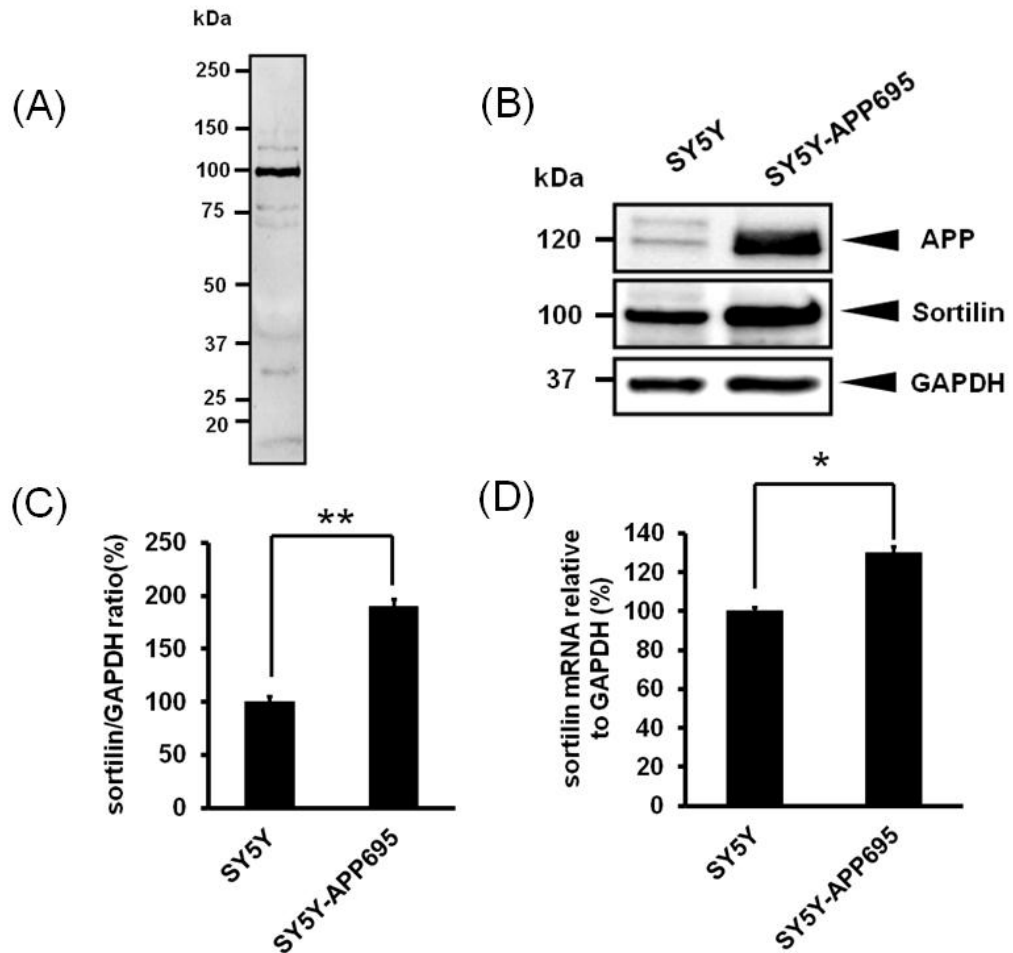 kDa
(A)
250
150
100
75
50
37
25
20
(B)
SY5Y
SY5Y-APP695
kDa
120
APP
100
Sortilin
37
GAPDH
(C)
**
sortilin/GAPDH ratio(%)
250
200
150
100
50
0
SY5Y
SY5Y-APP695
(D)
*
sortilin mRNA relative
to GAPDH (%)
140
120
100
80
60
40
20
0
SY5Y
SY5Y-APP695